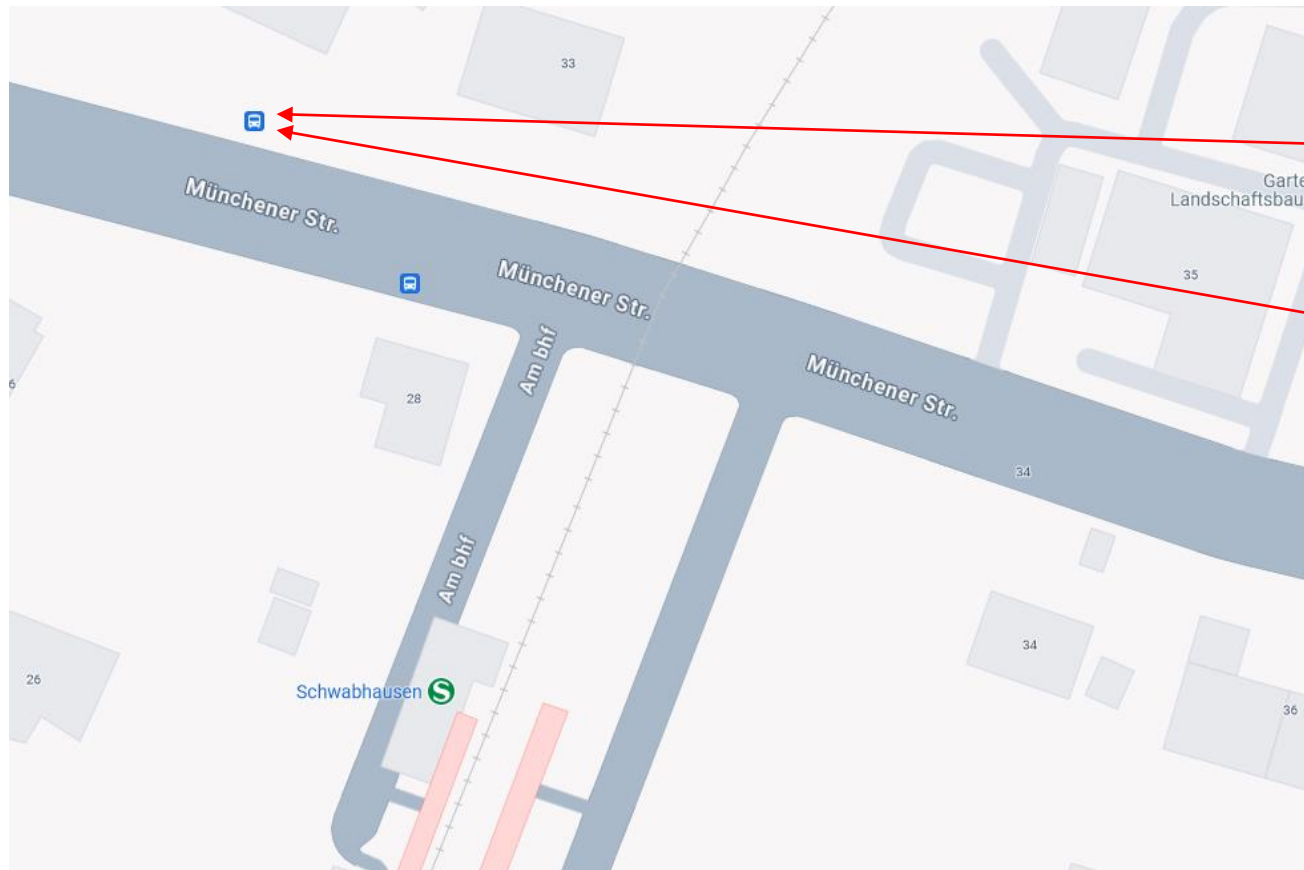 33
Münchener Str.
Garte
Landschaftsbau
35
Münchener Str.
Am bhf
Münchener Str.
28
6
34
Am bhf
34
26
Schwabhausen S
36